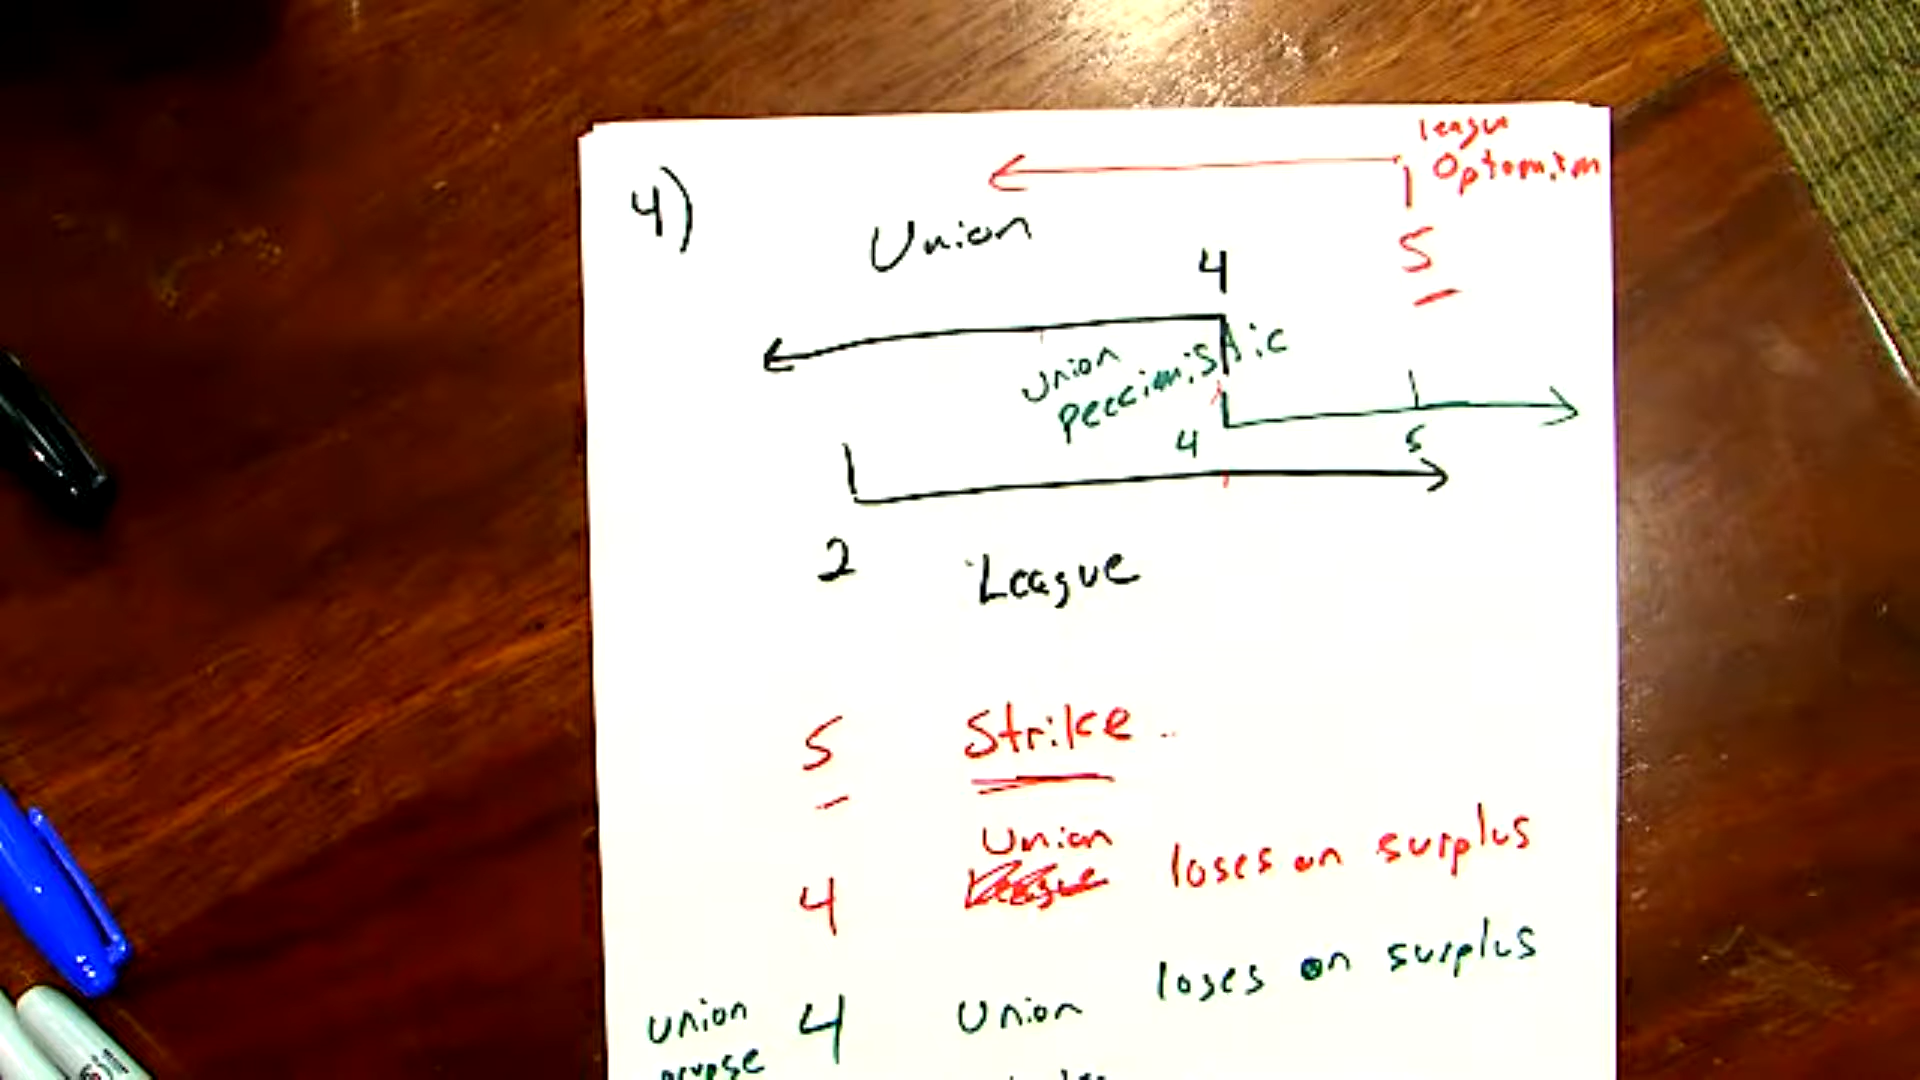 league
Optomism
4)
Union
4
5
union
peccimistic
4
5
2
League
5 Strike
Union
4 loses on surplus
union 4 Union loses on surplus